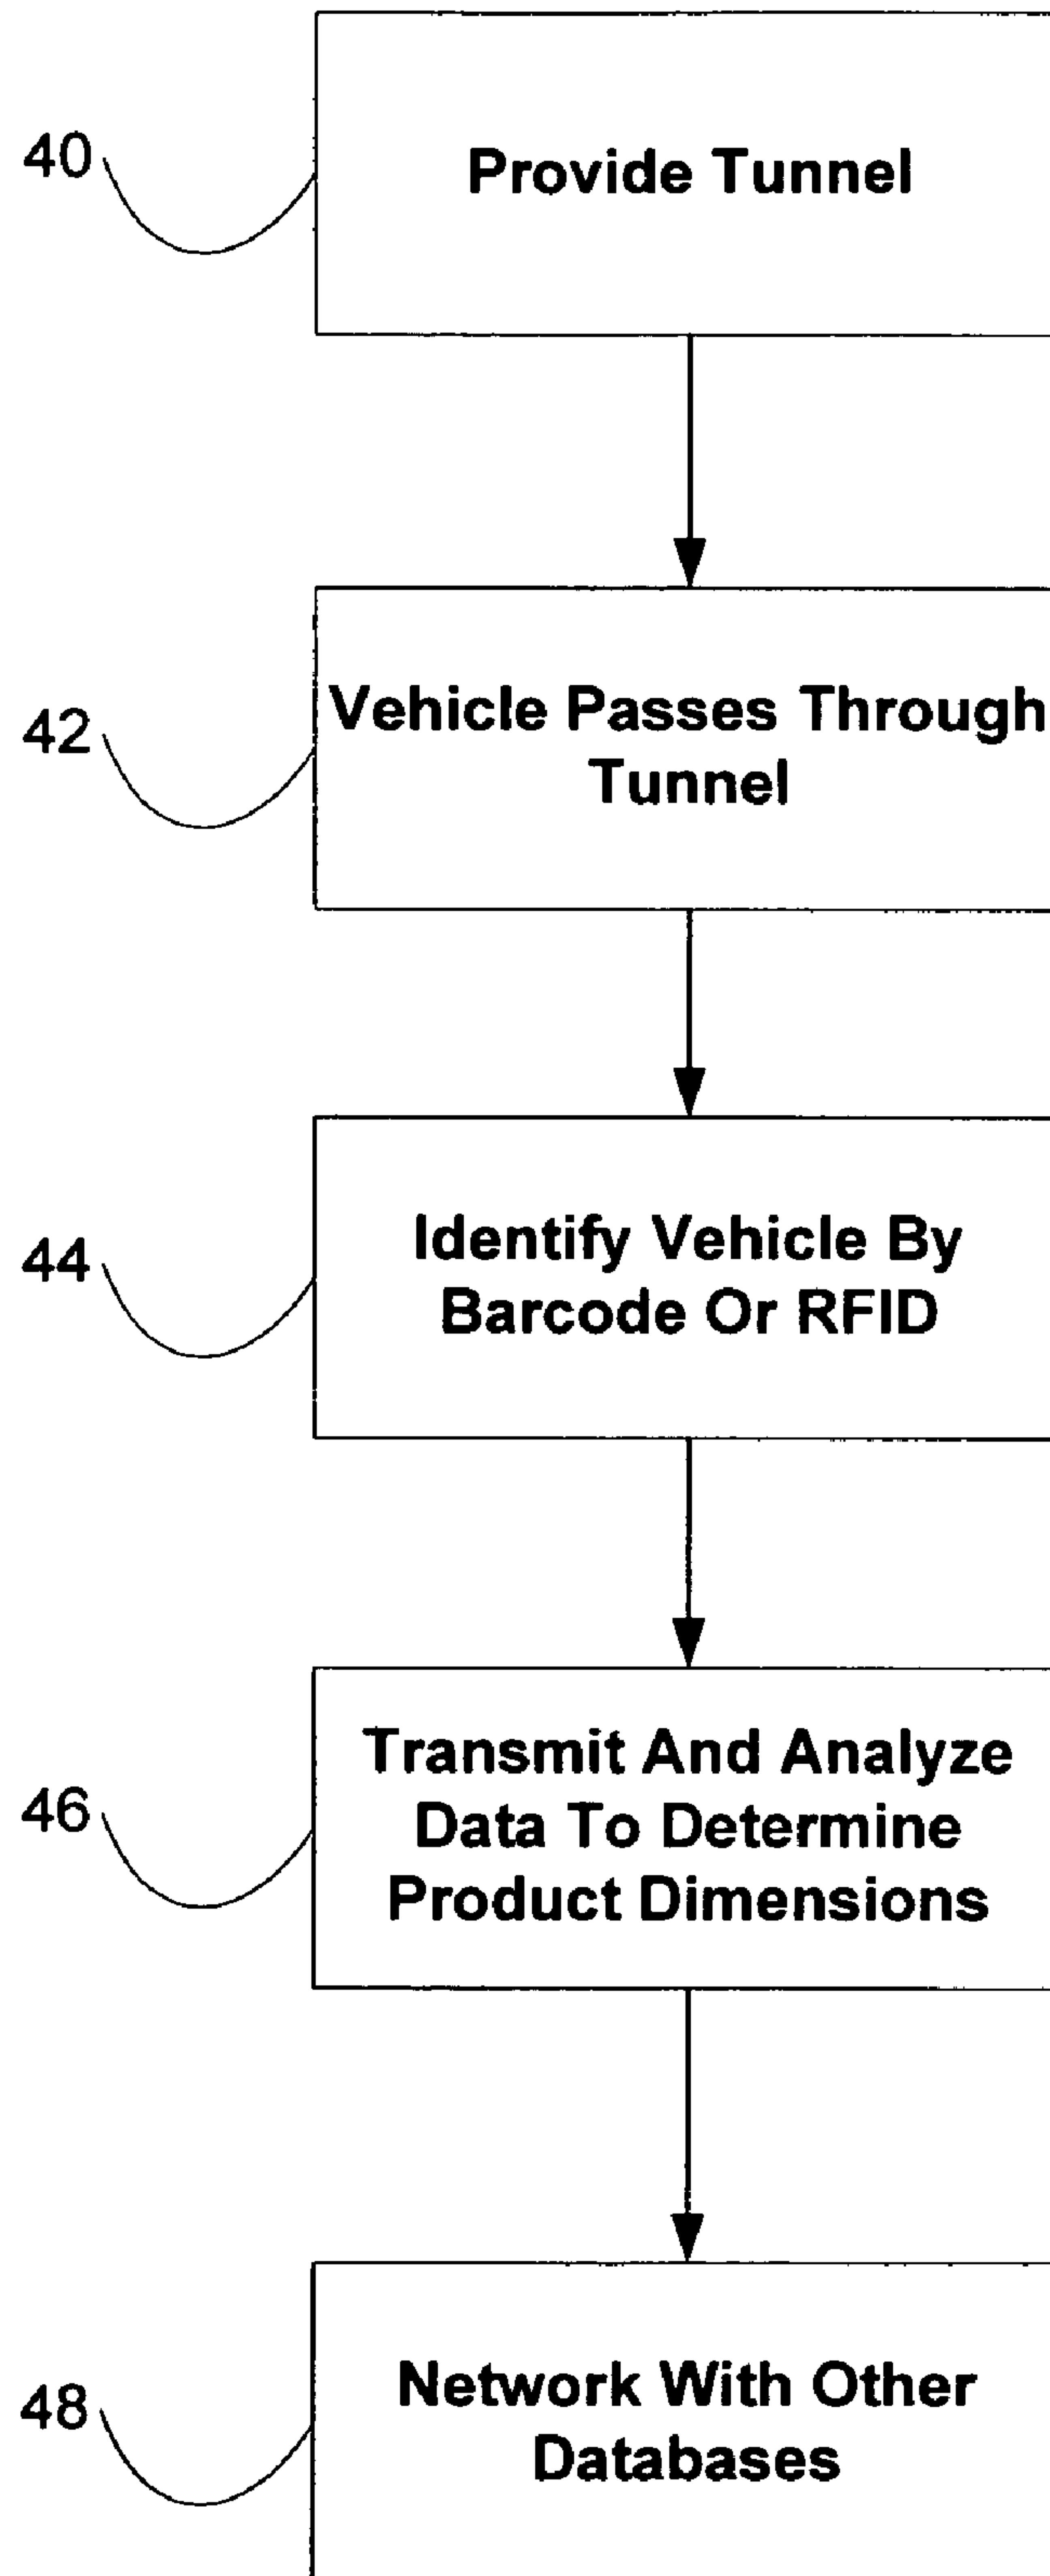 40
Provide Tunnel
42
Vehicle Passes Through
Tunnel
44
Identify Vehicle By
Barcode Or RFID
46
Transmit And Analyze
Data To Determine
Product Dimensions
48
Network With Other
Databases